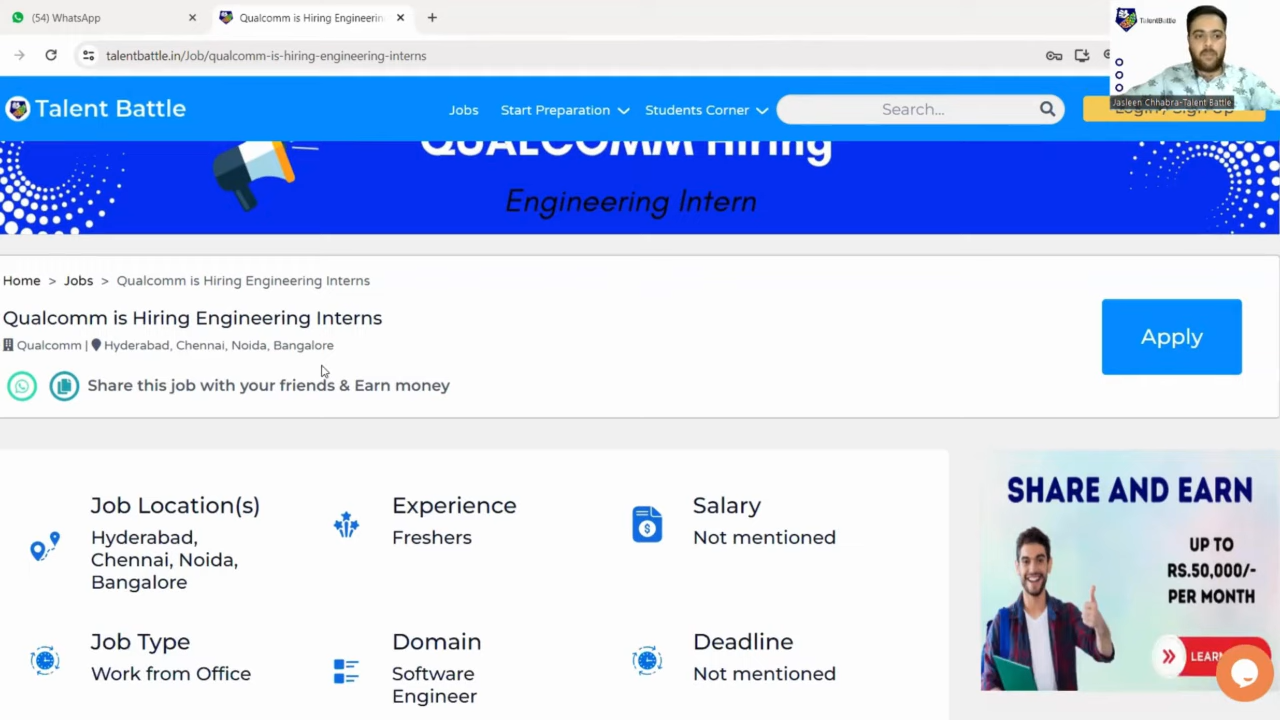 (54) WhatsApp
Qualcomm is Hiring Engineerin
talentbattle.in/Job/qualcomm-is-hiring-engineering-interns
TalentBattle
Jasleen Chhabra-Talent Battle
Talent Battle
Jobs
Start Preparation
Students Corner
Search...
Login/ Sign Up
QUALCOMM Hiring
Engineering Intern
Home > Jobs > Qualcomm is Hiring Engineering Interns
Qualcomm is Hiring Engineering Interns
Qualcomm | Hyderabad, Chennai, Noida, Bangalore
Share this job with your friends & Earn money
Apply
Job Location(s)
Hyderabad,
Chennai, Noida,
Bangalore
Experience
Freshers
Salary
Not mentioned
Job Type
Work from Office
Domain
Software
Engineer
Deadline
Not mentioned
SHARE AND EARN
UP TO
RS.50,000/-
PER MONTH
LEARN